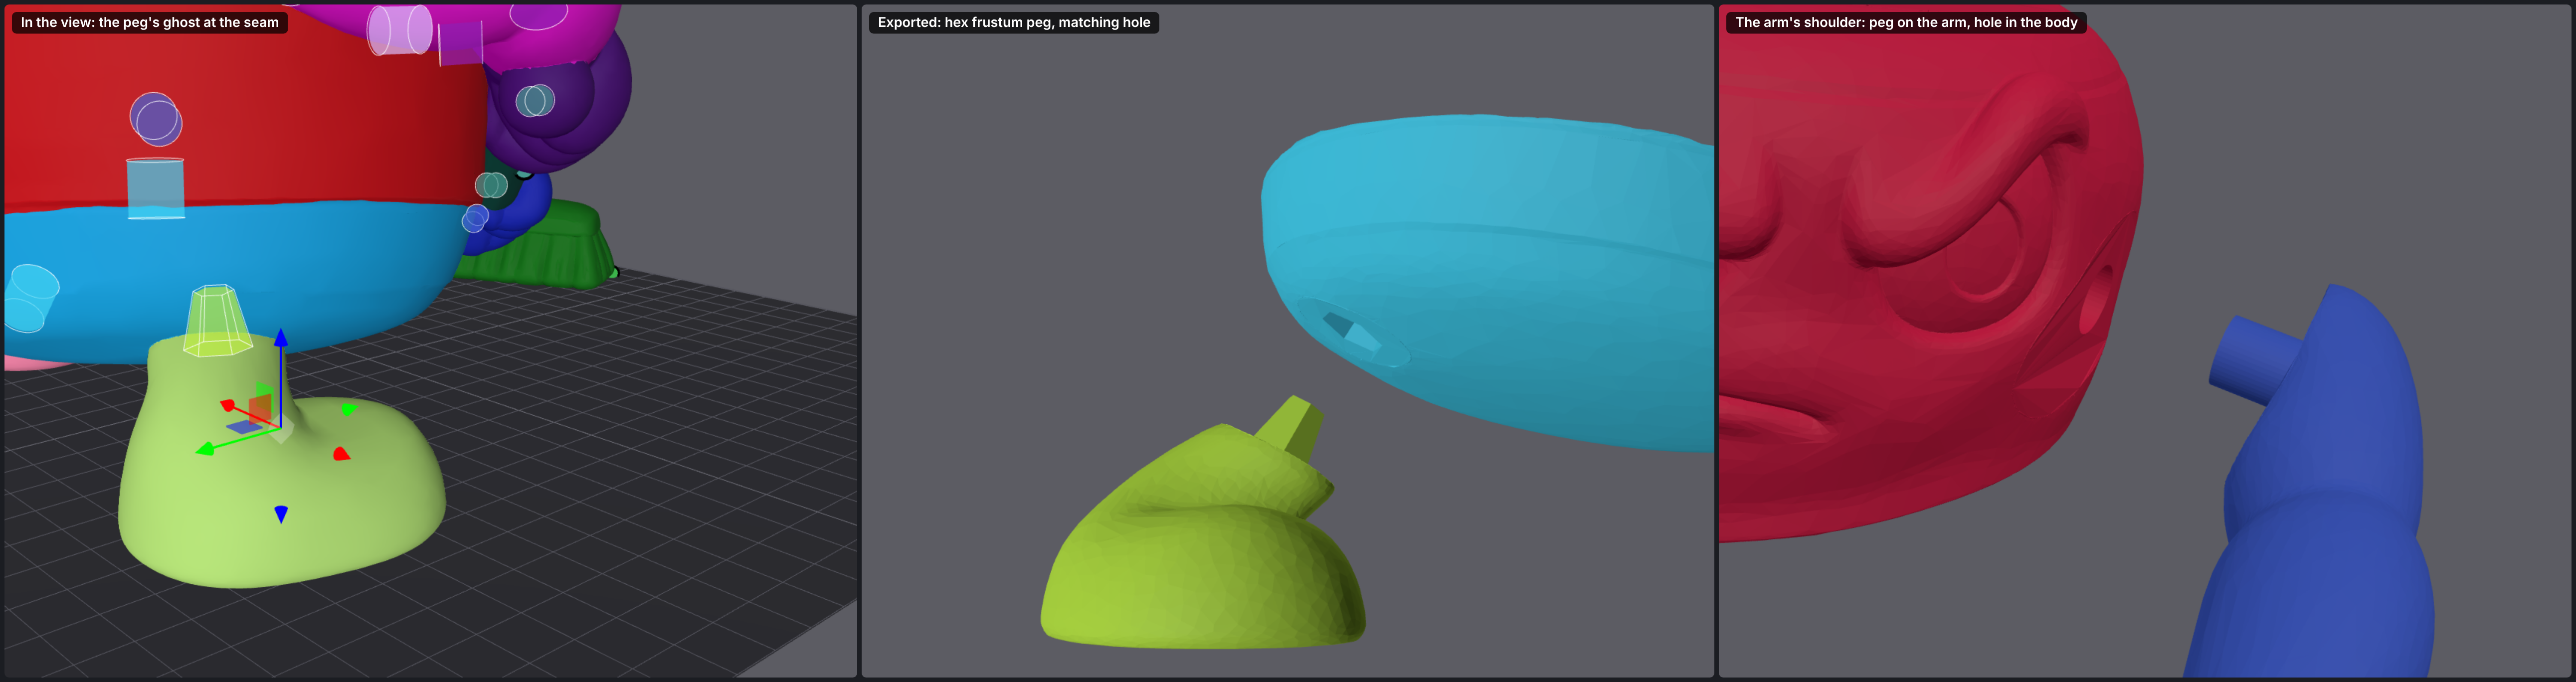 In the view: the peg's ghost at the seam
Exported: hex frustum peg, matching hole
The arm's shoulder: peg on the arm, hole in the body